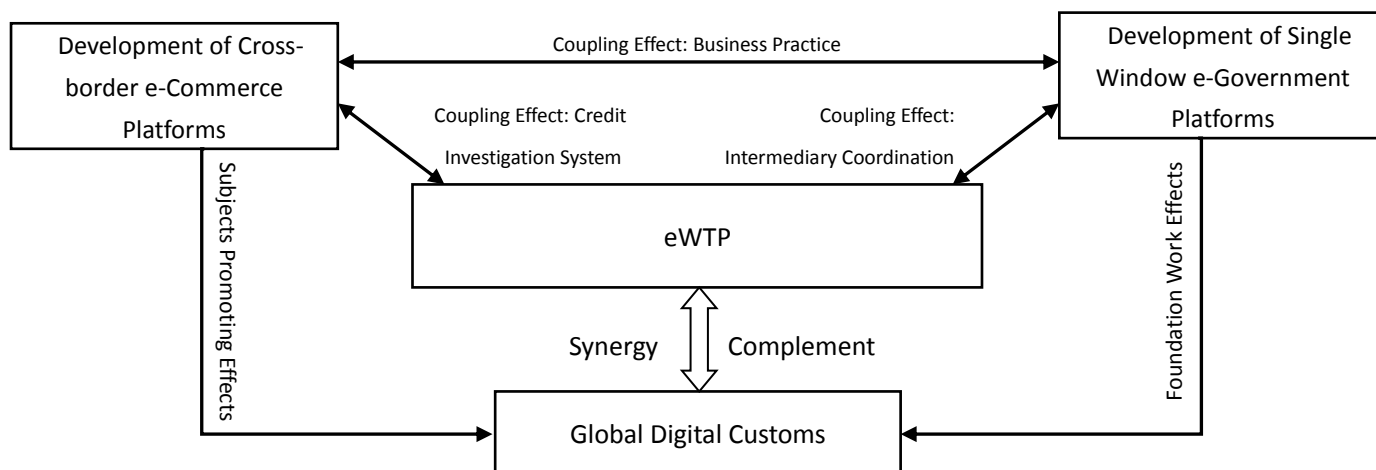 Development of Cross-
border e-Commerce
Platforms
Coupling Effect: Business Practice
Development of Single
Window e-Government
Platforms
Coupling Effect: Credit
Investigation System
Coupling Effect:
Intermediary Coordination
Subjects Promoting Effects
eWTP
Foundation Work Effects
Synergy
Complement
Global Digital Customs